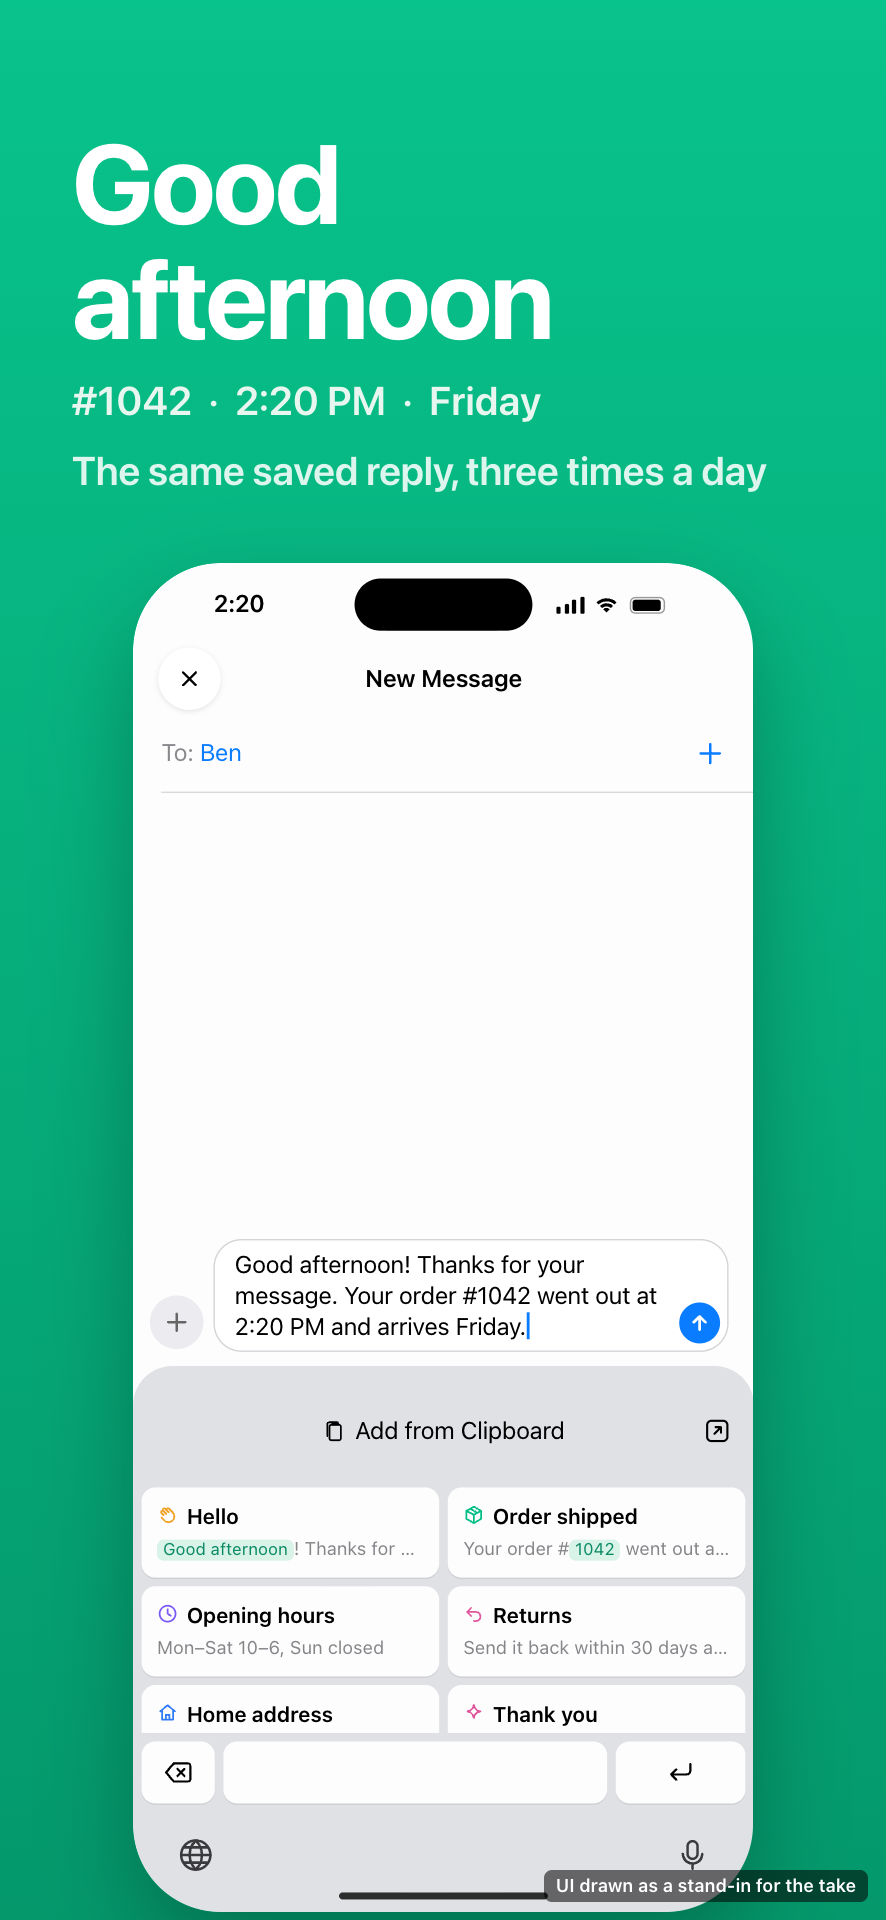 Good
afternoon
#1042 · 2:20 PM · Friday
The same saved reply, three times a day
2:20
New Message
To: Ben
Good afternoon! Thanks for your
message. Your order #1042 went out at
2:20 PM and arrives Friday.
Add from Clipboard
Hello
Good afternoon! Thanks for ...
Order shipped
Your order #1042 went out a...
Opening hours
Mon–Sat 10–6, Sun closed
Returns
Send it back within 30 days a...
Home address
Thank you
UI drawn as a stand-in for the take